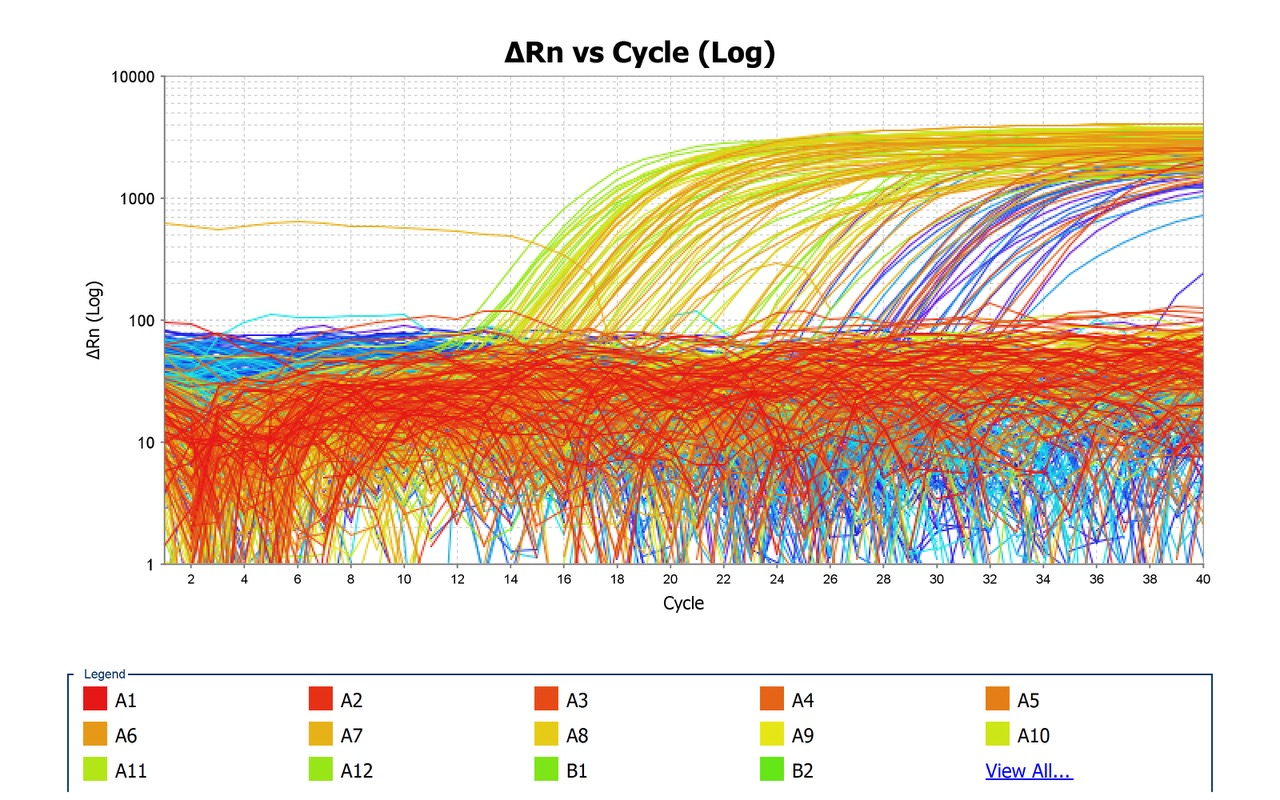 ΔRn vs Cycle (Log)
10000
1000
100
10
1
ΔRn (Log)
2 4 6 8 10 12 14 16 18 20 22 24 26 28 30 32 34 36 38 40
Cycle
Legend
A1 A2 A3 A4 A5
A6 A7 A8 A9 A10
A11 A12 B1 B2 View All...